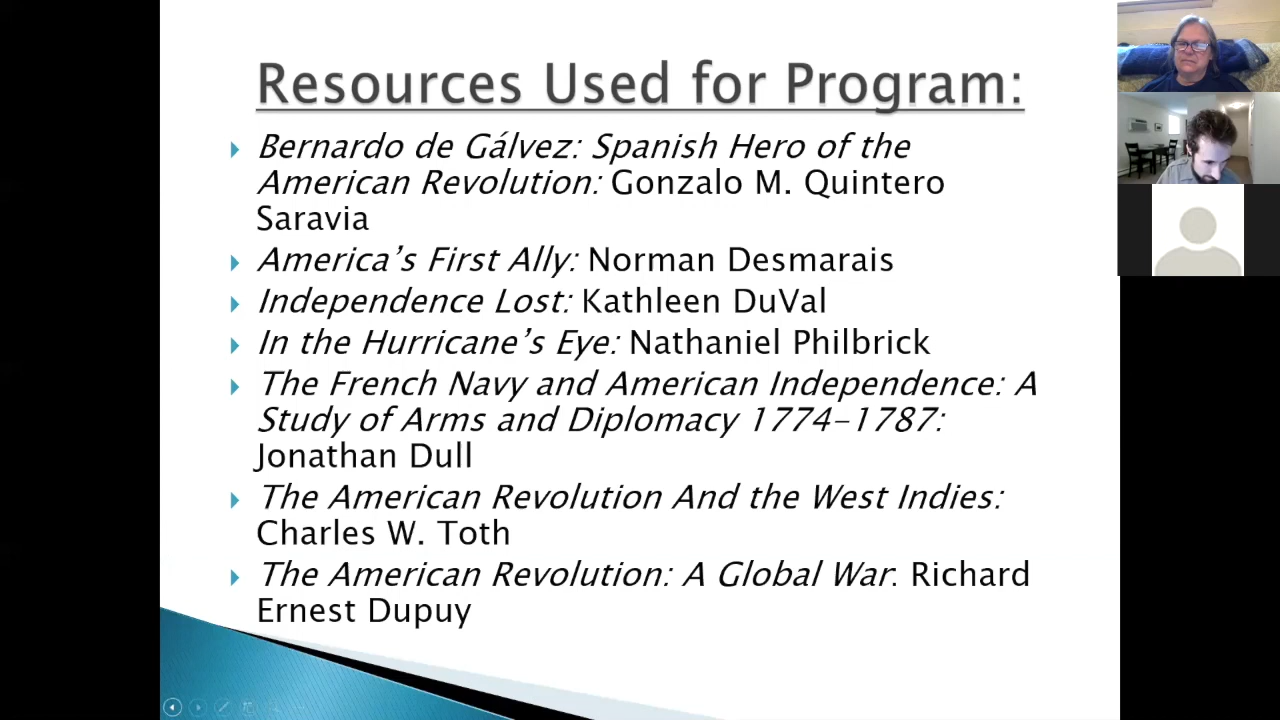 Resources Used for Program:
Bernardo de Gálvez: Spanish Hero of the
American Revolution: Gonzalo M. Quintero
Saravia
America’s First Ally: Norman Desmarais
Independence Lost: Kathleen DuVal
In the Hurricane’s Eye: Nathaniel Philbrick
The French Navy and American Independence: A
Study of Arms and Diplomacy 1774-1787:
Jonathan Dull
The American Revolution And the West Indies:
Charles W. Toth
The American Revolution: A Global War: Richard
Ernest Dupuy